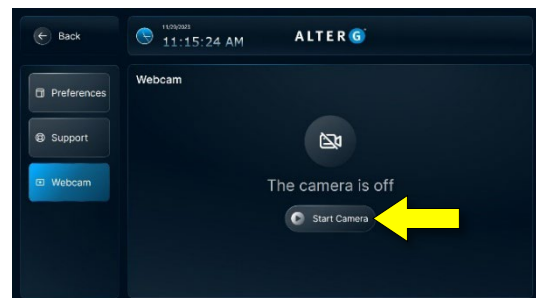 Back
11/29/2023
11:15:24 AM
ALTERG
Preferences
Support
Webcam
Webcam
The camera is off
Start Camera